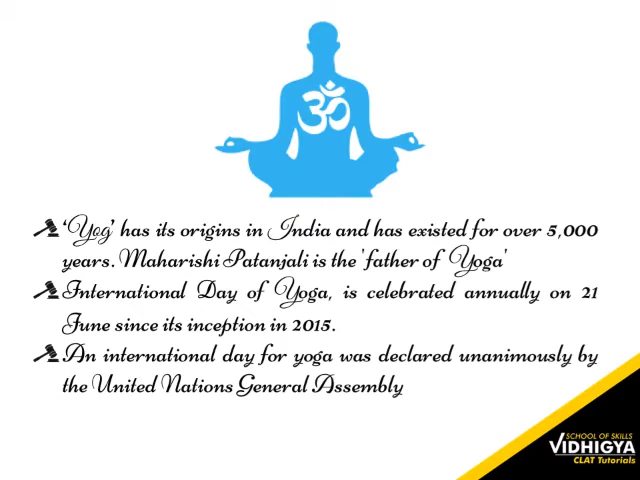 ॐ
‘Yog’ has its origins in India and has existed for over 5,000
years. Maharishi Patanjali is the 'father of Yoga'
International Day of Yoga, is celebrated annually on 21
June since its inception in 2015.
An international day for yoga was declared unanimously by
the United Nations General Assembly
SCHOOL OF SKILLS
VIDHIGYA
CLAT Tutorials